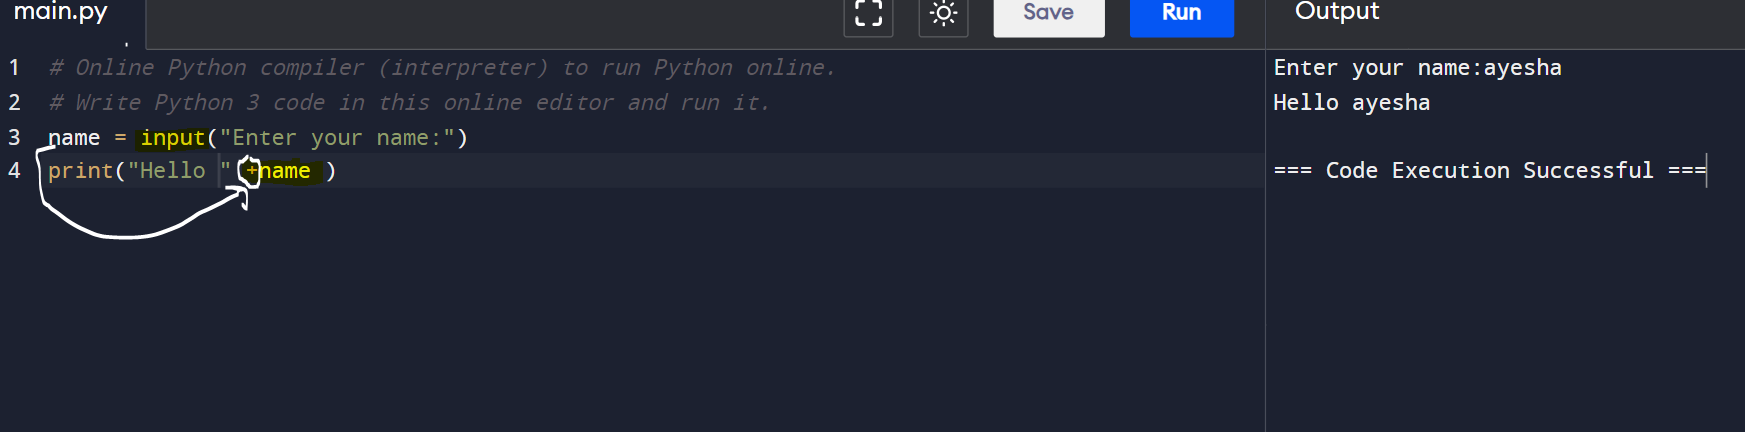 main.py
Save
Run
Output
1 # Online Python compiler (interpreter) to run Python online.
2 # Write Python 3 code in this online editor and run it.
3 name = input("Enter your name:")
4 print("Hello " +name )
Enter your name:ayesha
Hello ayesha
=== Code Execution Successful ===